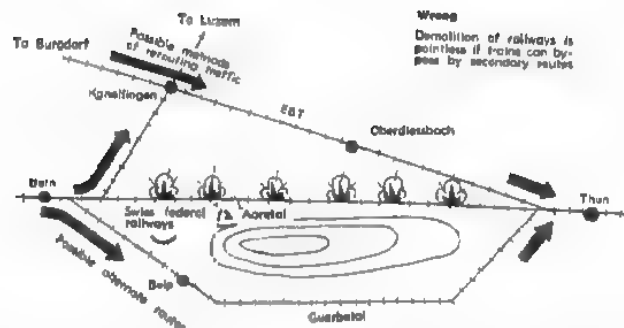 To Luzern
Wrong
Demolition of railways is
pointless if trains can by-
pass by secondary routes
To Burgdorf
Possible methods
of rerouting traffic
Konolfingen
EBT
Oberdiessbach
Bern
Thun
Swiss federal
railways
Aaretal
Possible alternate routes
Belp
Guerbetal